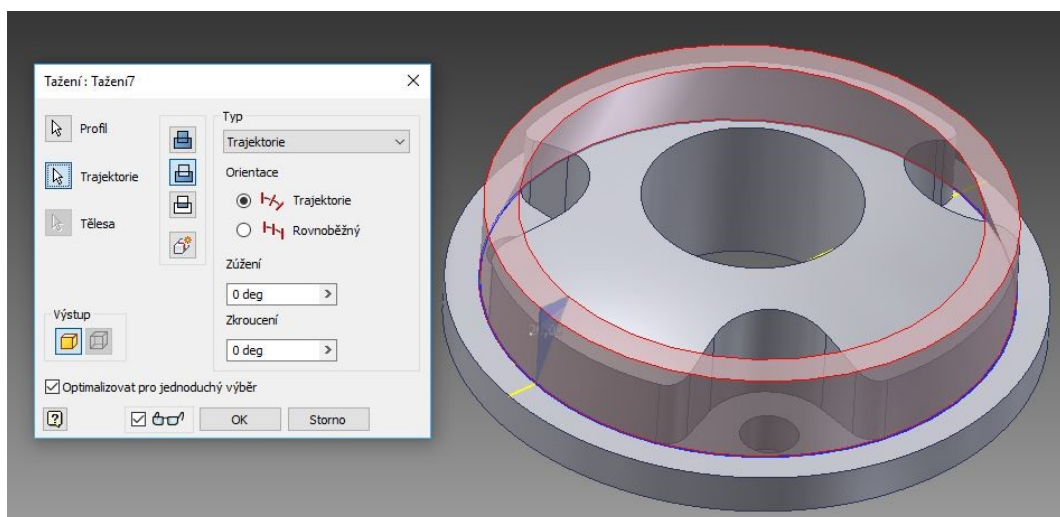 Tažení : Tažení7
Profil
Trajektorie
Tělesa
Výstup
Typ
Trajektorie
Orientace
Trajektorie
Rovnoběžný
Zúžení
0 deg
Zkroucení
0 deg
Optimalizovat pro jednoduchý výběr
OK
Storno